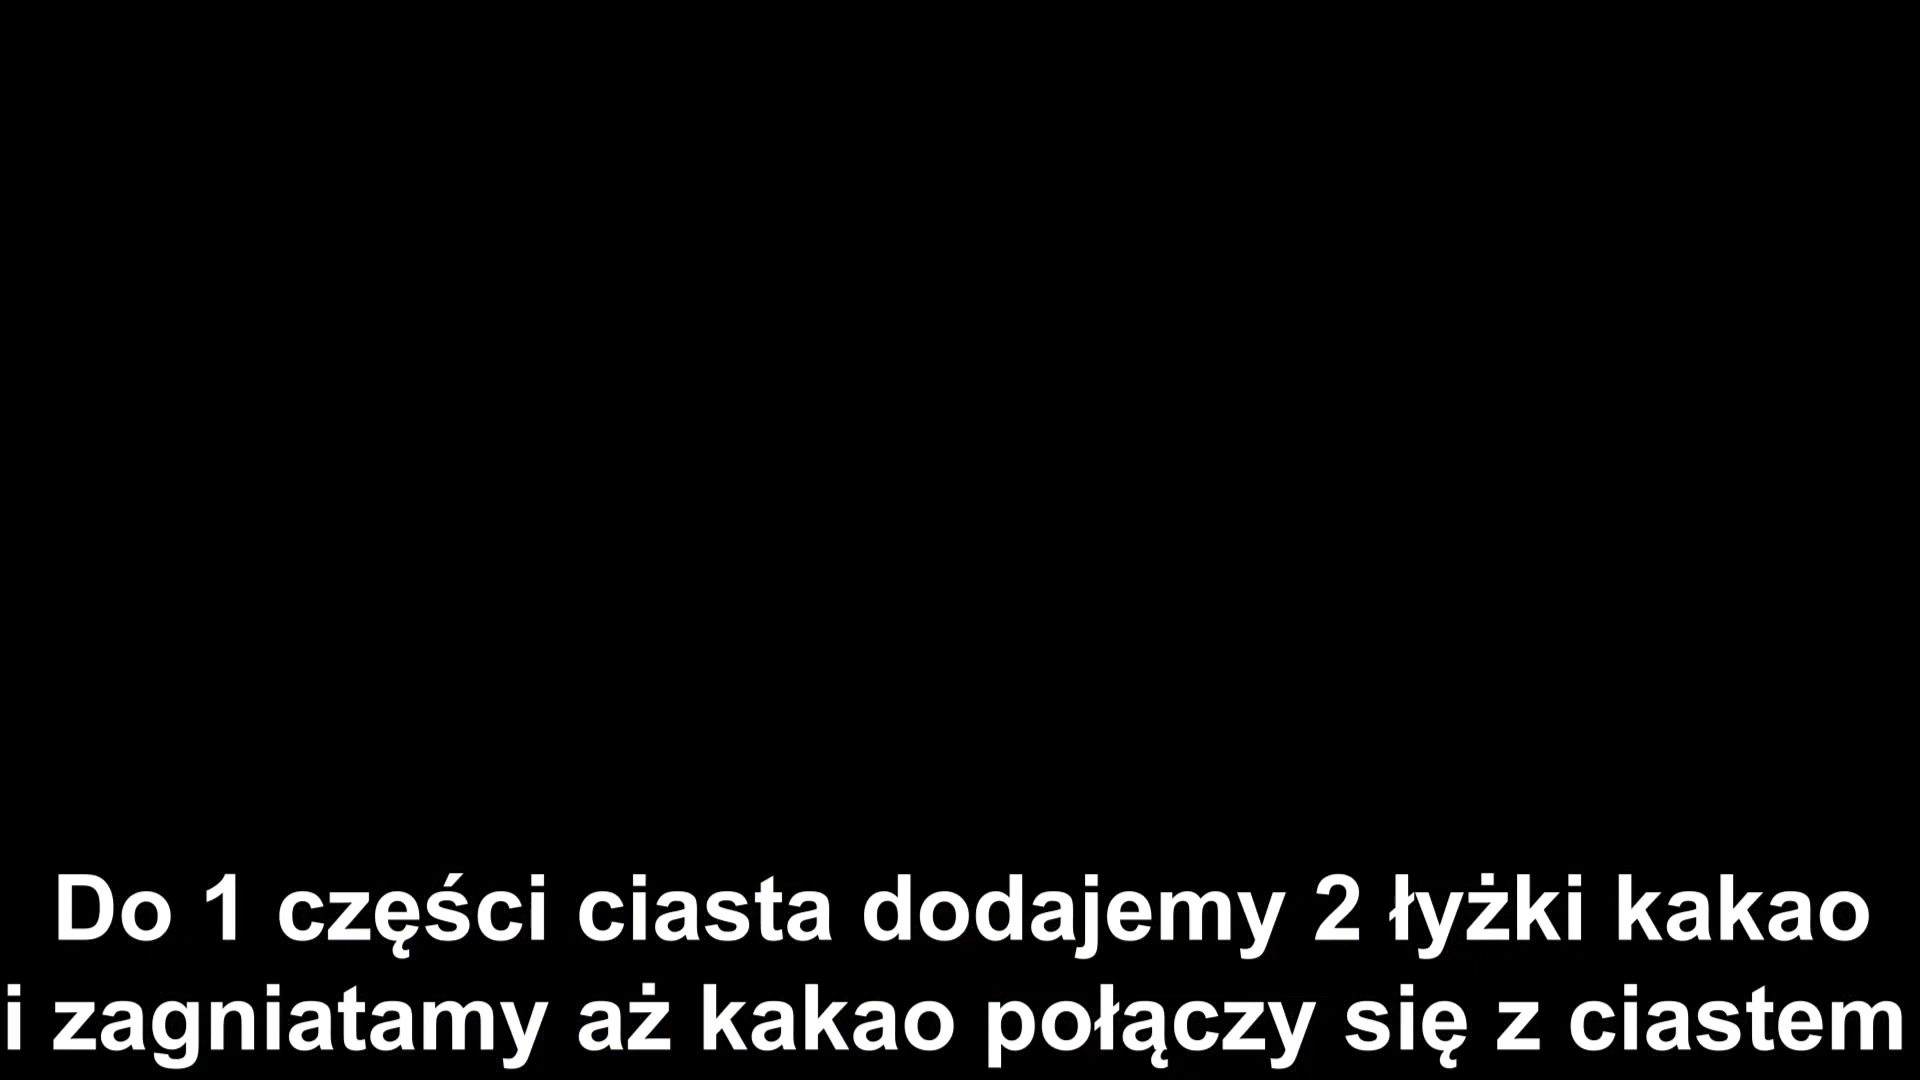 Do 1 części ciasta dodajemy 2 łyżki kakao
i zagniatamy aż kakao połączy się z ciastem